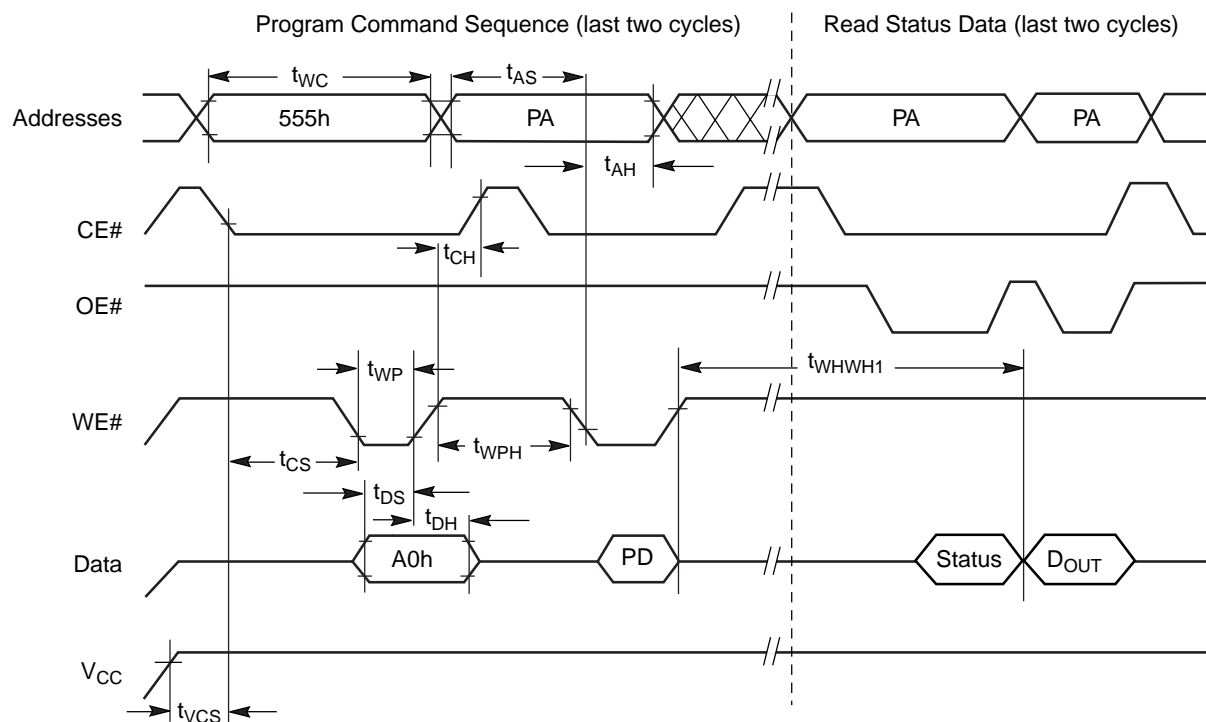 Program Command Sequence (last two cycles)
Read Status Data (last two cycles)
tWC
tAS
Addresses
555h
PA
PA
PA
tAH
CE#
tCH
OE#
tWP
tWHWH1
WE#
tCS
tWPH
tDS
tDH
Data
A0h
PD
Status
DOUT
VCC
tVCS